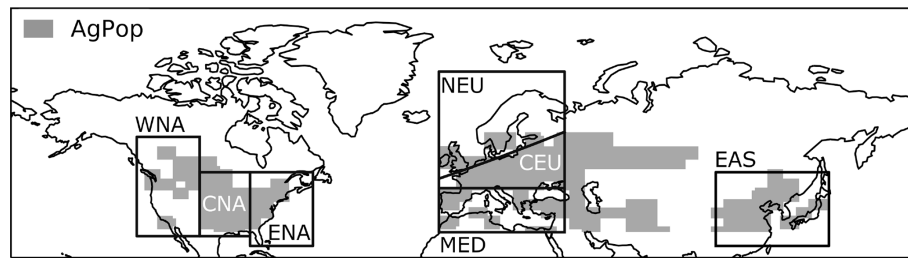 AgPop
NEU
WNA
CEU
EAS
CNA
ENA
MED